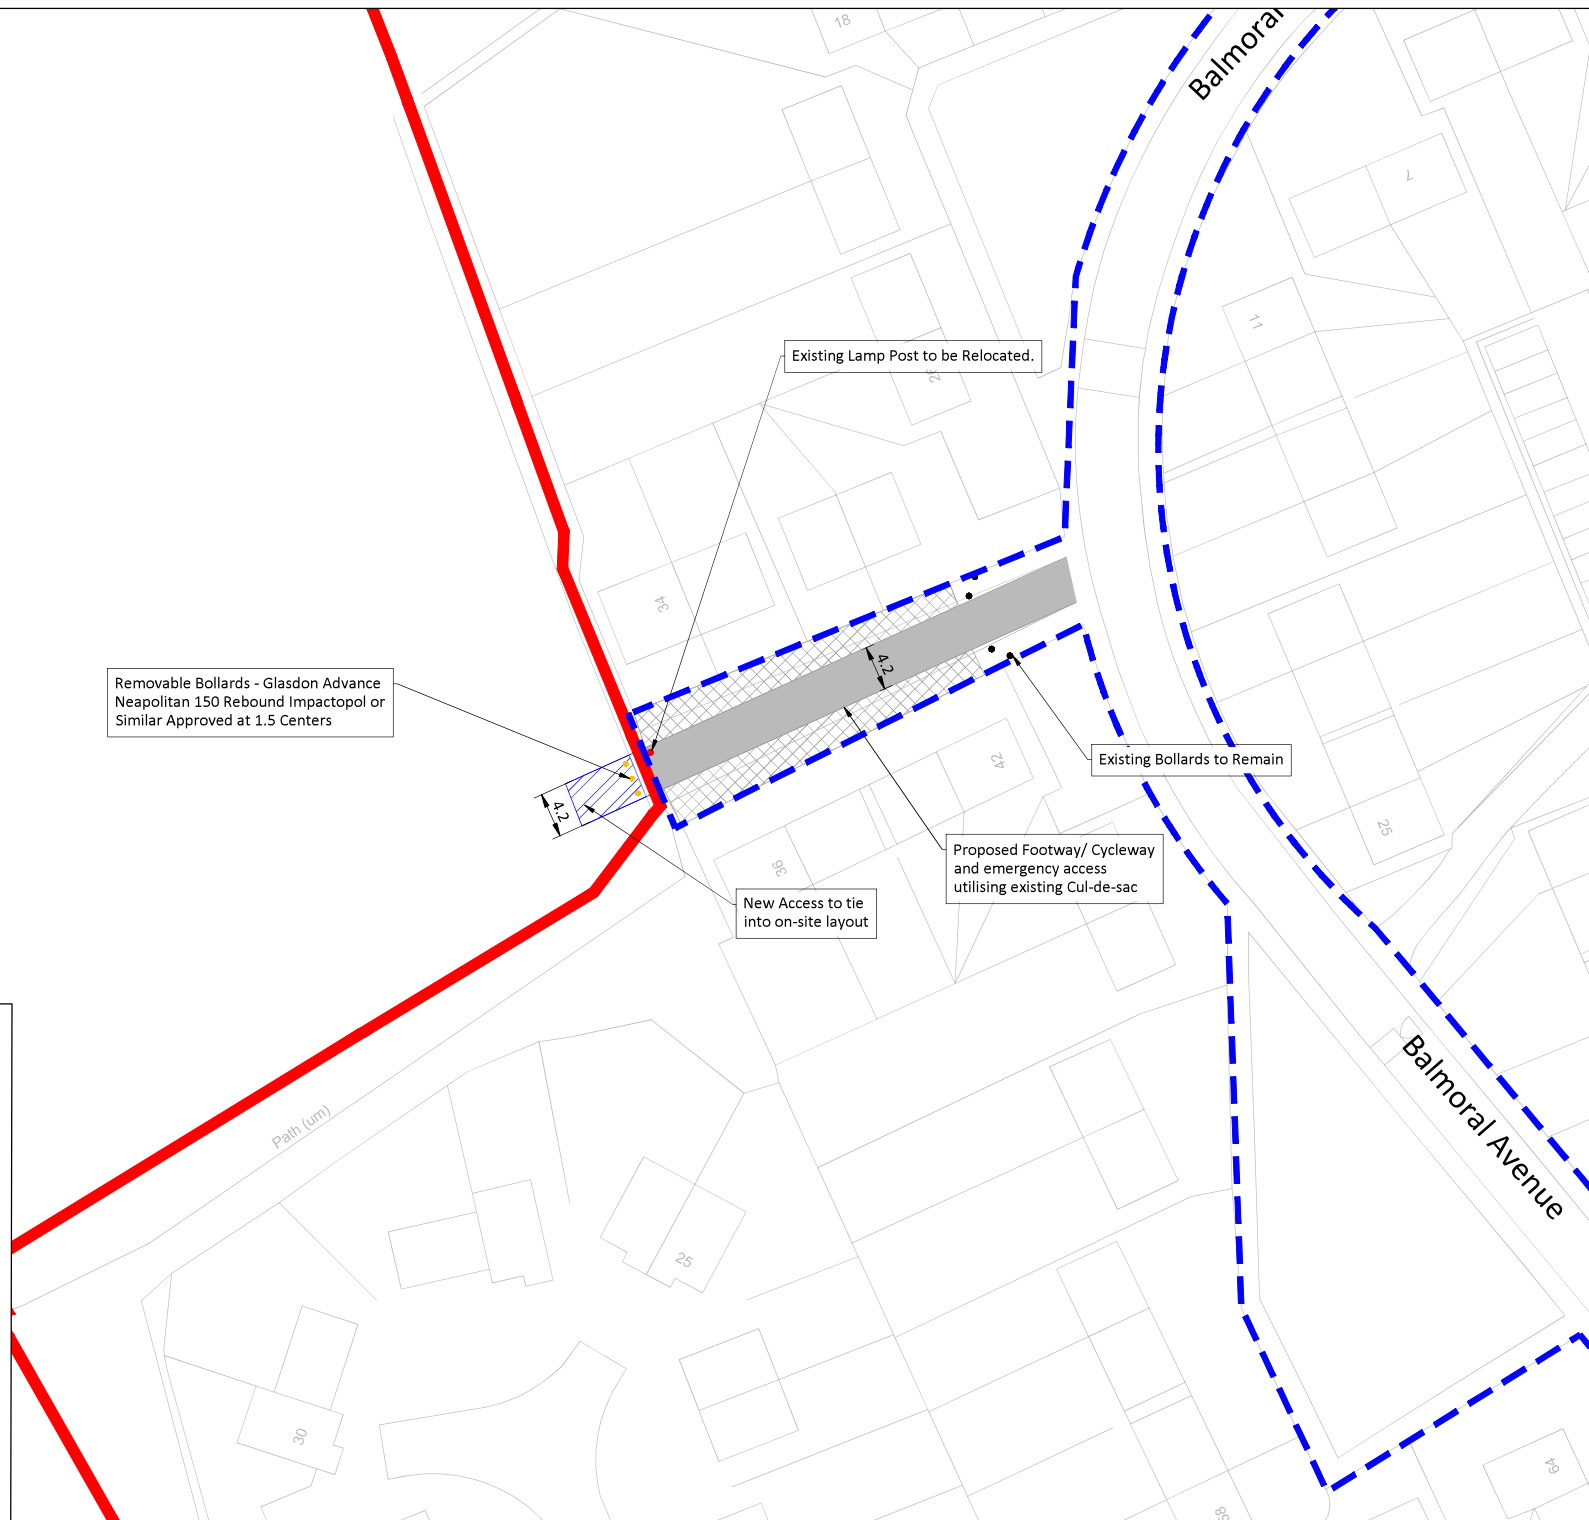 18
Balmoral
7
11
Existing Lamp Post to be Relocated.
26
34
4.2
Removable Bollards - Glasdon Advance
Neapolitan 150 Rebound Impactopol or
Similar Approved at 1.5 Centers
42
Existing Bollards to Remain
4.2
25
36
Proposed Footway/ Cycleway
and emergency access
utilising existing Cul-de-sac
New Access to tie
into on-site layout
Path (um)
Balmoral Avenue
25
30
64
58